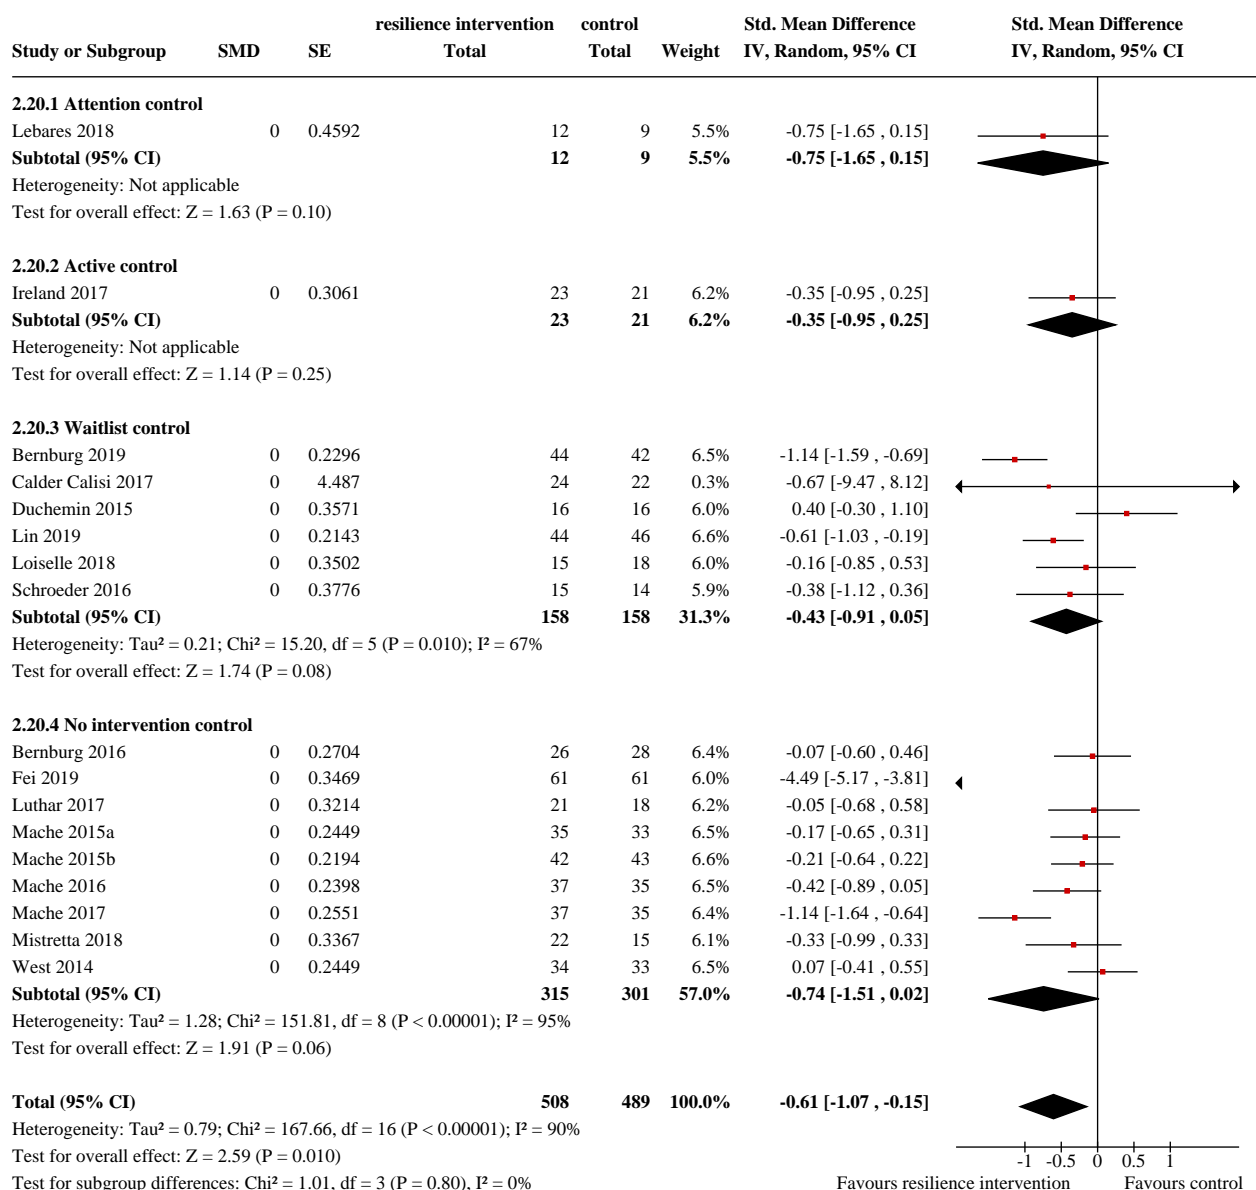 resilience intervention control Std. Mean Difference Std. Mean Difference
Study or Subgroup SMD SE Total Total Weight IV, Random, 95% CI IV, Random, 95% CI
2.20.1 Attention control
Lebares 2018 0 0.4592 12 9 5.5% -0.75 [-1.65 , 0.15]
Subtotal (95% CI) 12 9 5.5% -0.75 [-1.65 , 0.15]
Heterogeneity: Not applicable
Test for overall effect: Z = 1.63 (P = 0.10)
2.20.2 Active control
Ireland 2017 0 0.3061 23 21 6.2% -0.35 [-0.95 , 0.25]
Subtotal (95% CI) 23 21 6.2% -0.35 [-0.95 , 0.25]
Heterogeneity: Not applicable
Test for overall effect: Z = 1.14 (P = 0.25)
2.20.3 Waitlist control
Bernburg 2019 0 0.2296 44 42 6.5% -1.14 [-1.59 , -0.69]
Calder Calisi 2017 0 4.487 24 22 0.3% -0.67 [-9.47 , 8.12]
Duchemin 2015 0 0.3571 16 16 6.0% 0.40 [-0.30 , 1.10]
Lin 2019 0 0.2143 44 46 6.6% -0.61 [-1.03 , -0.19]
Loiselle 2018 0 0.3502 15 18 6.0% -0.16 [-0.85 , 0.53]
Schroeder 2016 0 0.3776 15 14 5.9% -0.38 [-1.12 , 0.36]
Subtotal (95% CI) 158 158 31.3% -0.43 [-0.91 , 0.05]
Heterogeneity: Tau² = 0.21; Chi² = 15.20, df = 5 (P = 0.010); I² = 67%
Test for overall effect: Z = 1.74 (P = 0.08)
2.20.4 No intervention control
Bernburg 2016 0 0.2704 26 28 6.4% -0.07 [-0.60 , 0.46]
Fei 2019 0 0.3469 61 61 6.0% -4.49 [-5.17 , -3.81]
Luthar 2017 0 0.3214 21 18 6.2% -0.05 [-0.68 , 0.58]
Mache 2015a 0 0.2449 35 33 6.5% -0.17 [-0.65 , 0.31]
Mache 2015b 0 0.2194 42 43 6.6% -0.21 [-0.64 , 0.22]
Mache 2016 0 0.2398 37 35 6.5% -0.42 [-0.89 , 0.05]
Mache 2017 0 0.2551 37 35 6.4% -1.14 [-1.64 , -0.64]
Mistretta 2018 0 0.3367 22 15 6.1% -0.33 [-0.99 , 0.33]
West 2014 0 0.2449 34 33 6.5% 0.07 [-0.41 , 0.55]
Subtotal (95% CI) 315 301 57.0% -0.74 [-1.51 , 0.02]
Heterogeneity: Tau² = 1.28; Chi² = 151.81, df = 8 (P < 0.00001); I² = 95%
Test for overall effect: Z = 1.91 (P = 0.06)
Total (95% CI) 508 489 100.0% -0.61 [-1.07 , -0.15]
Heterogeneity: Tau² = 0.79; Chi² = 167.66, df = 16 (P < 0.00001); I² = 90%
Test for overall effect: Z = 2.59 (P = 0.010)
-1 -0.5 0 0.5 1
Test for subgroup differences: Chi² = 1.01, df = 3 (P = 0.80), I² = 0% Favours resilience intervention Favours control